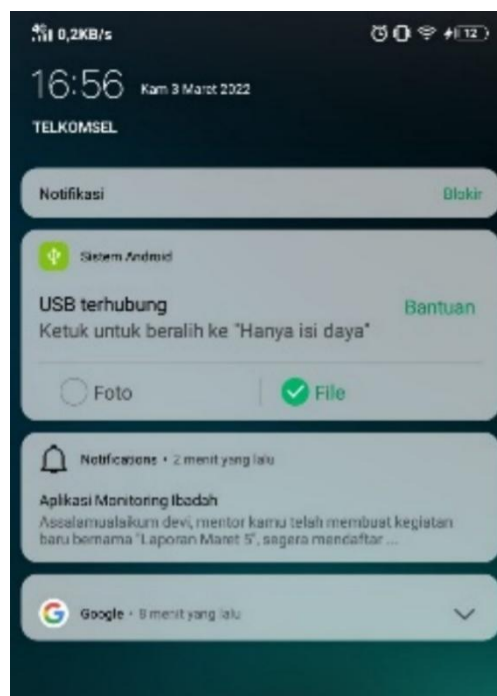 4G 0,2KB/s 12
16:56 Kam 3 Maret 2022
TELKOMSEL
Notifikasi Blokir
Sistem Android
USB terhubung Bantuan
Ketuk untuk beralih ke "Hanya isi daya"
Foto File
Notifications • 2 menit yang lalu
Aplikasi Monitoring Ibadah
Assalamualaikum devi, mentor kamu telah membuat kegiatan
baru bernama "Laporan Maret 5", segera mendaftar ...
Google • 8 menit yang lalu